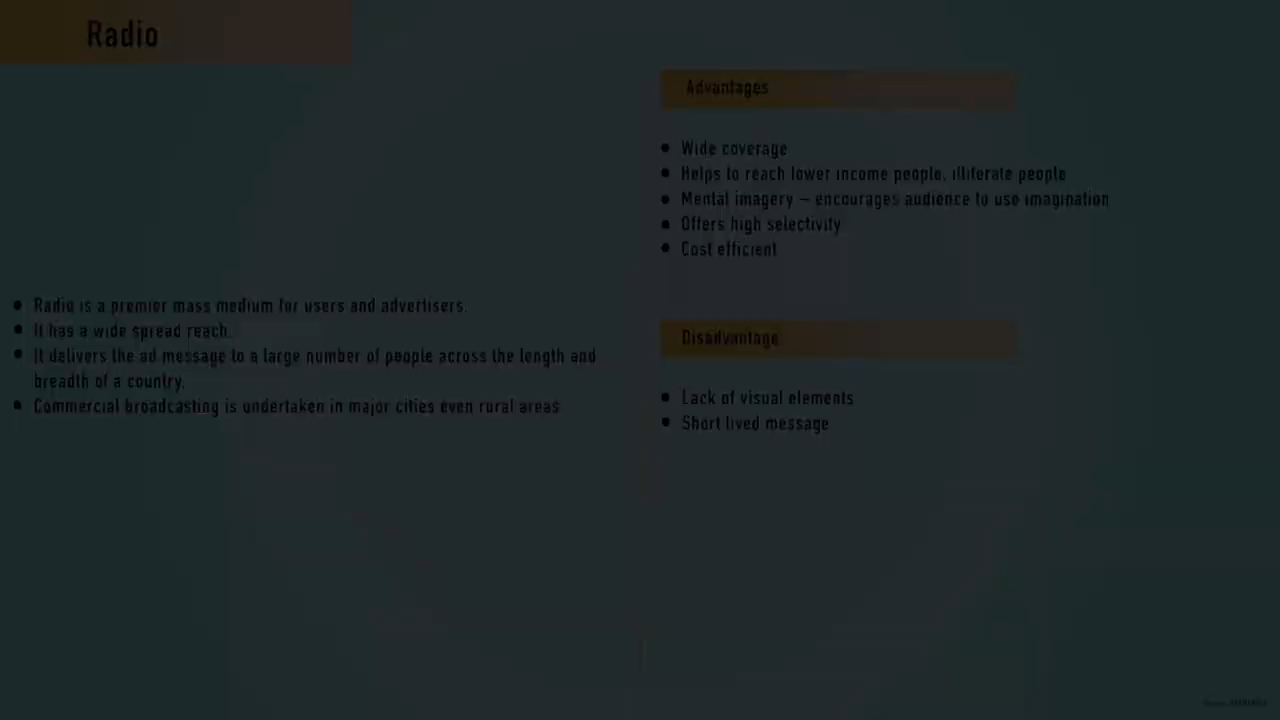 Radio
Radio is a premier mass medium for users and advertisers.
It has a wide spread reach.
It delivers the ad message to a large number of people across the length and
breadth of a country.
Commercial broadcasting is undertaken in major cities even rural areas
Advantages
Wide coverage
Helps to reach lower income people, illiterate people
Mental imagery – encourages audience to use imagination
Offers high selectivity
Cost efficient
Disadvantage
Lack of visual elements
Short lived message